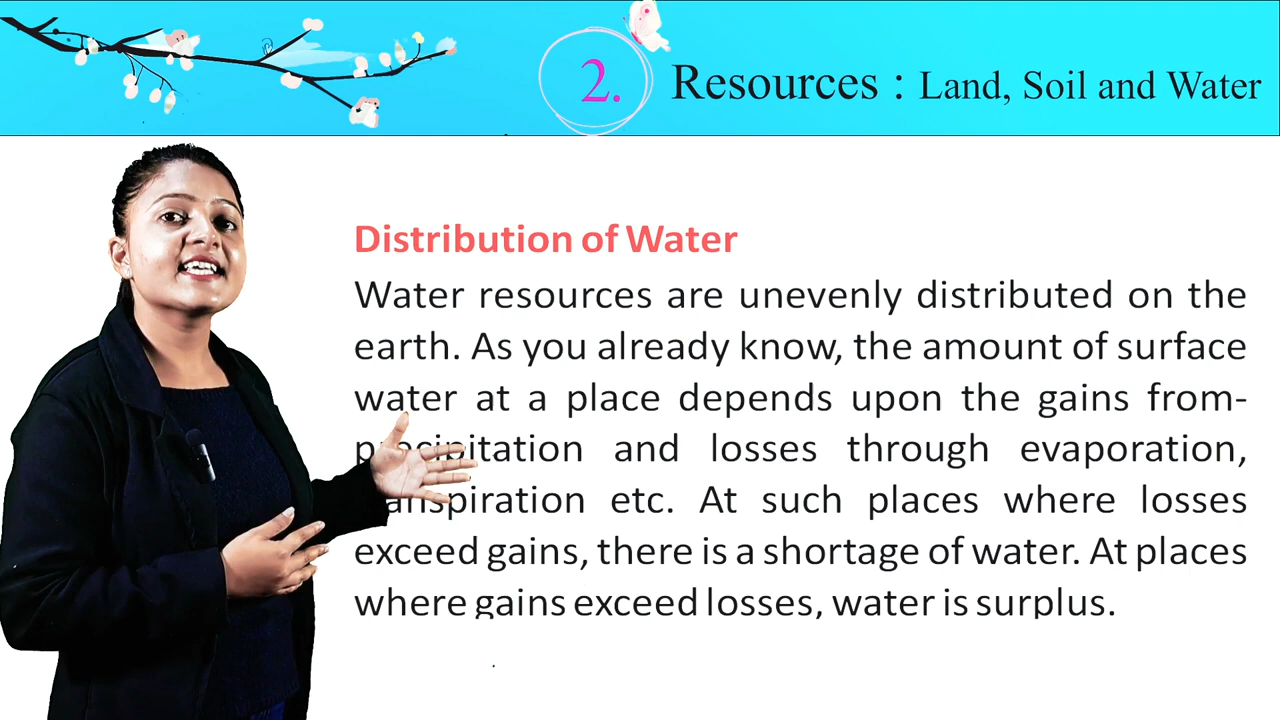 2. Resources : Land, Soil and Water
Distribution of Water
Water resources are unevenly distributed on the
earth. As you already know, the amount of surface
water at a place depends upon the gains from-
precipitation and losses through evaporation,
transpiration etc. At such places where losses
exceed gains, there is a shortage of water. At places
where gains exceed losses, water is surplus.